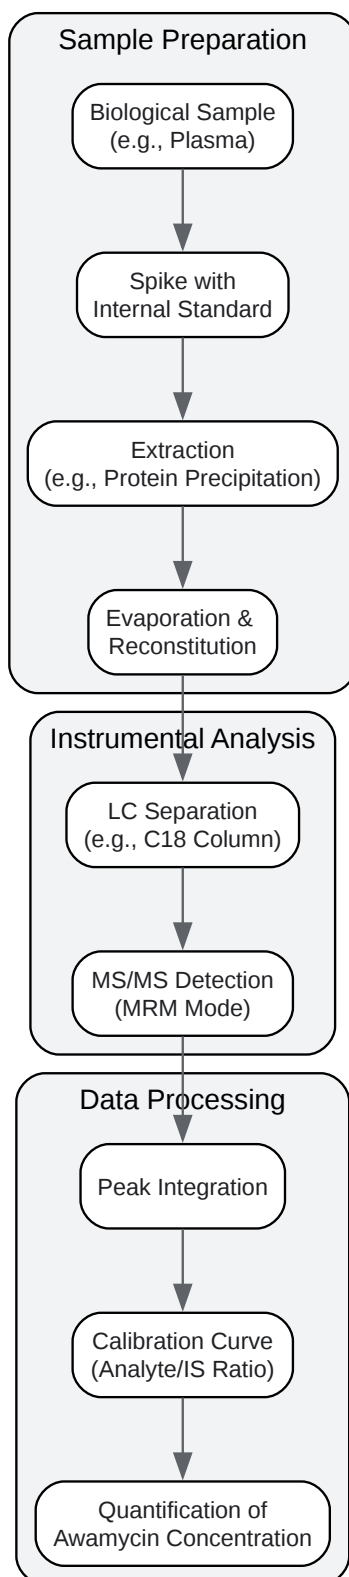 Sample Preparation
Biological Sample
(e.g., Plasma)
Spike with
Internal Standard
Extraction
(e.g., Protein Precipitation)
Evaporation &
Reconstitution
Instrumental Analysis
LC Separation
(e.g., C18 Column)
MS/MS Detection
(MRM Mode)
Data Processing
Peak Integration
Calibration Curve
(Analyte/IS Ratio)
Quantification of
Awamycin Concentration